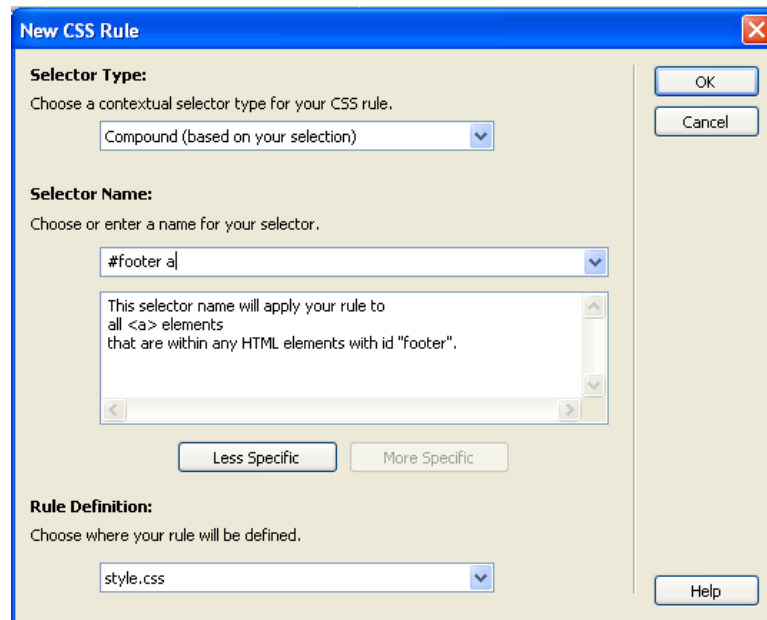 New CSS Rule
Selector Type:
Choose a contextual selector type for your CSS rule.
Compound (based on your selection)
Selector Name:
Choose or enter a name for your selector.
#footer a
This selector name will apply your rule to
all <a> elements
that are within any HTML elements with id "footer".
Less Specific
More Specific
Rule Definition:
Choose where your rule will be defined.
style.css
OK
Cancel
Help